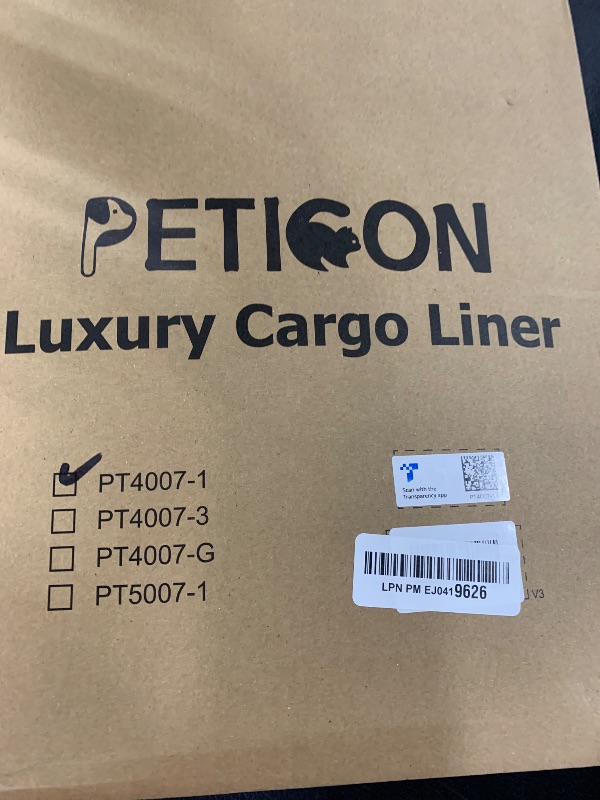 PETICON
Luxury Cargo Liner
PT4007-1
PT4007-3
PT4007-G
PT5007-1
Scan with the
Transparency app
LPN PM EJ0419626
V3